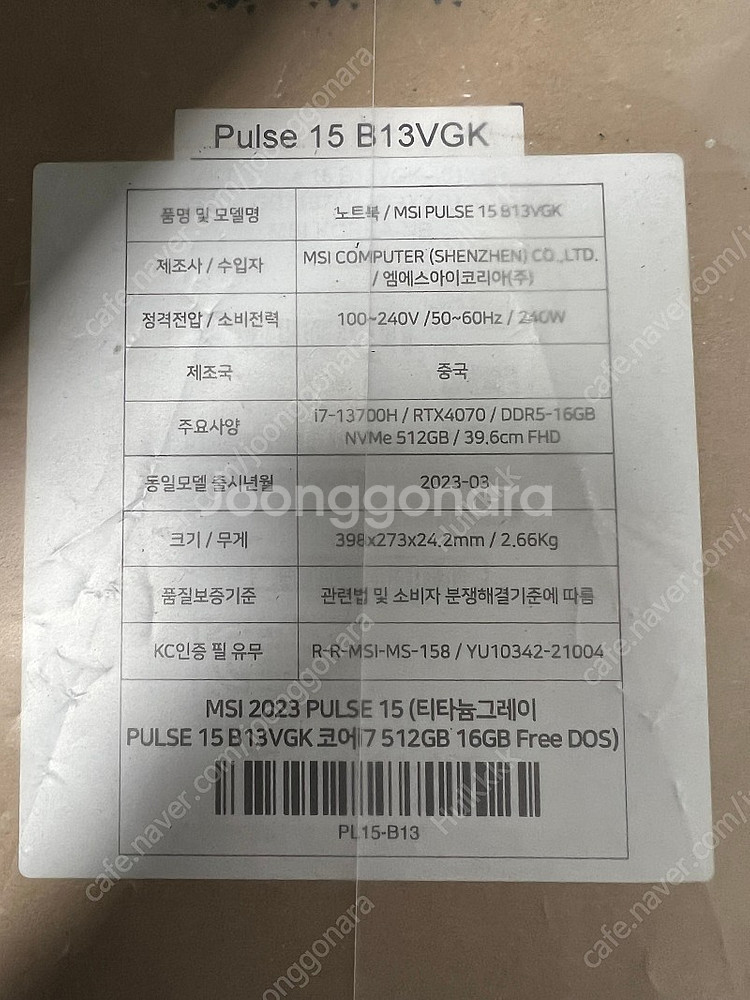 Pulse 15 B13VGK
품명 및 모델명 노트북 / MSI PULSE 15 B13VGK
제조사 / 수입자 MSI COMPUTER (SHENZHEN) CO.,LTD.
/ 엠에스아이코리아(주)
정격전압 / 소비전력 100~240V /50~60Hz / 240W
제조국 중국
주요사양 i7-13700H / RTX4070 / DDR5-16GB
NVMe 512GB / 39.6cm FHD
동일모델 출시년월 2023-03
joonggonara
크기 / 무게 398x273x24.2mm / 2.66Kg
품질보증기준 관련법 및 소비자 분쟁해결기준에 따름
KC인증 필 유무 R-R-MSI-MS-158 / YU10342-21004
MSI 2023 PULSE 15 (티타늄그레이
PULSE 15 B13VGK 코어i7 512GB 16GB Free DOS)
PL15-B13
cafe.naver.com/joonggonara